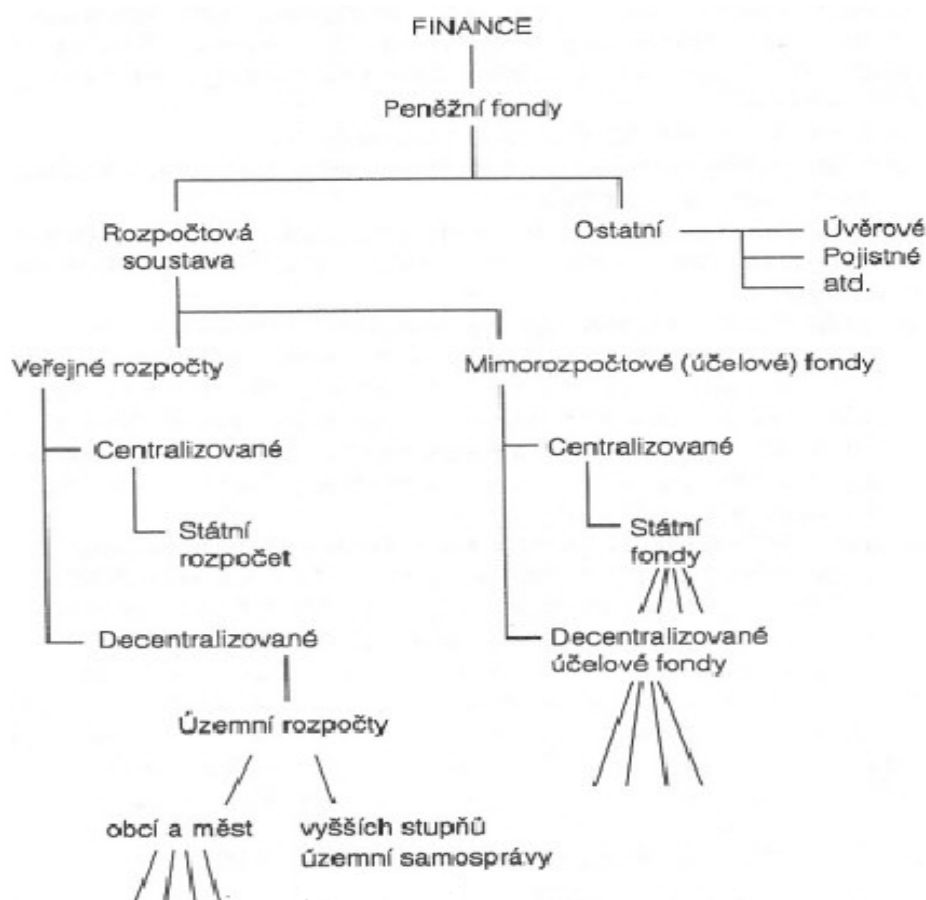 FINANCE
Peněžní fondy
Rozpočtová
soustava
Ostatní
Úvěrové
Pojistné
atd.
Veřejné rozpočty
Mimorozpočtové (účelové) fondy
Centralizované
Státní
rozpočet
Centralizované
Státní
fondy
Decentralizované
Decentralizované
účelové fondy
Územní rozpočty
obcí a měst
vyšších stupňů
územní samosprávy